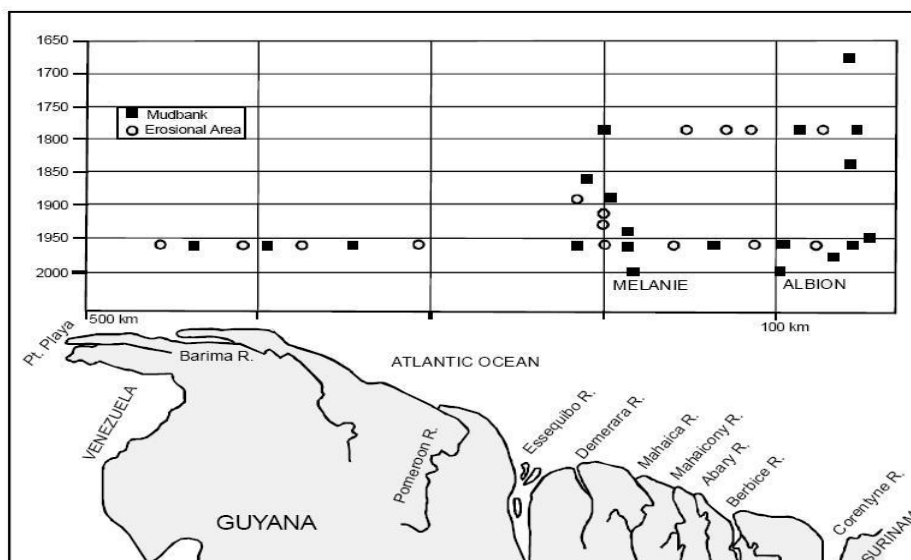 1650
1700
1750
Mudbank
Erosional Area
1800
1850
1900
1950
2000
MELANIE
ALBION
500 km
100 km
Pt. Playa
Barima R.
ATLANTIC OCEAN
VENEZUELA
Pomeroon R.
Essequibo R.
Demerara R.
Mahaica R.
Mahaicony R.
Abary R.
Berbice R.
Corentyne R.
GUYANA
SURINAM